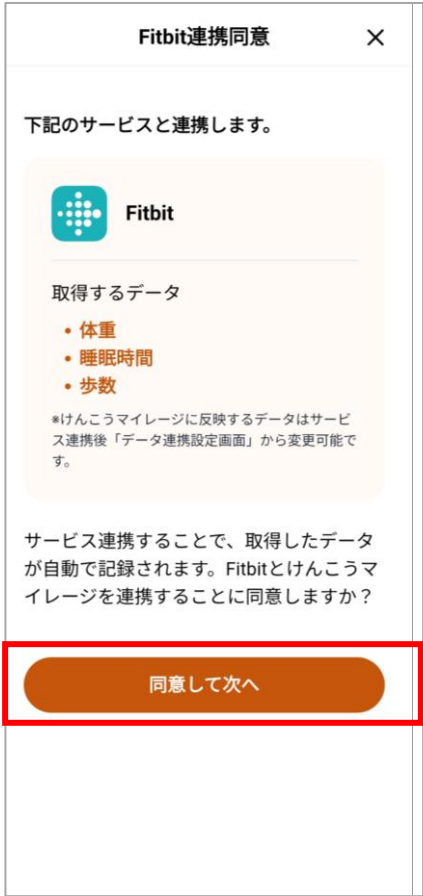 Fitbit連携同意
下記のサービスと連携します。
Fitbit
取得するデータ
・体重
・睡眠時間
・歩数
※けんこうマイレージに反映するデータはサービ
ス連携後「データ連携設定画面」から変更可能で
す。
サービス連携することで、取得したデータ
が自動で記録されます。Fitbitとけんこうマ
イレージを連携することに同意しますか？
同意して次へ